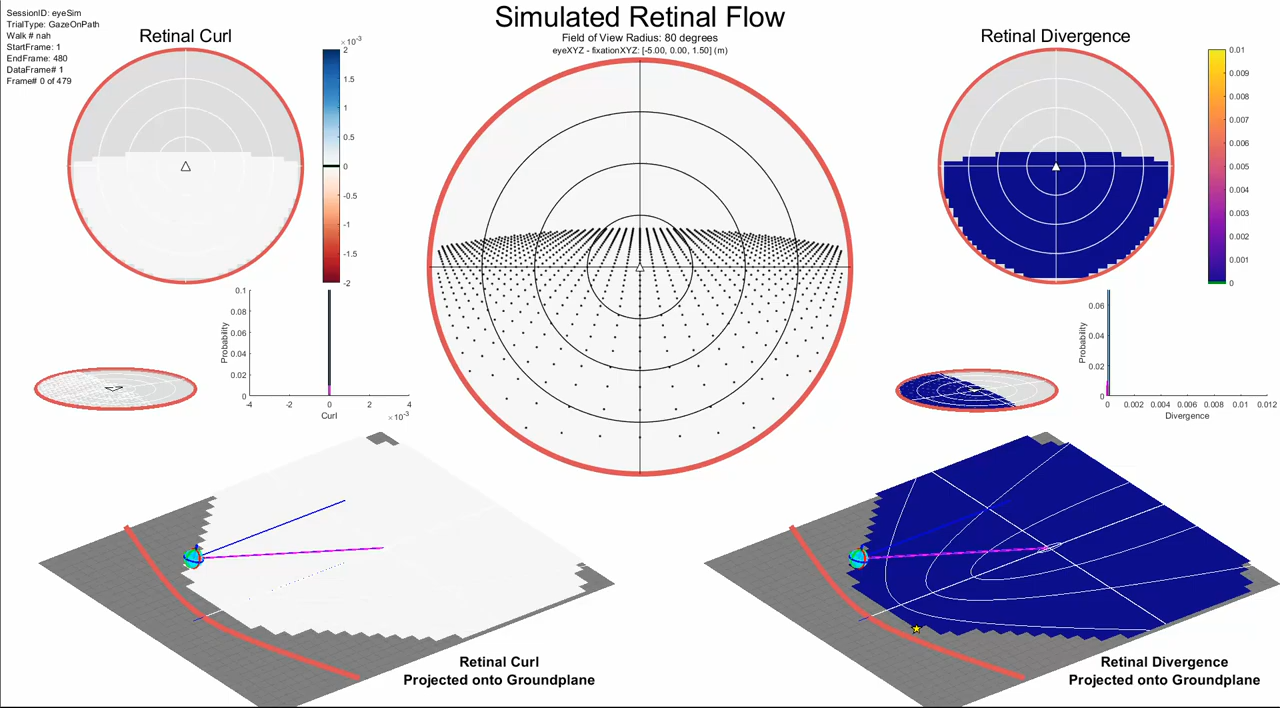 Simulated Retinal Flow
Field of View Radius: 80 degrees
eyeXYZ - fixationXYZ: [-5.00, 0.00, 1.50] (m)
SessionID: eyeSim
TrialType: GazeOnPath
Walk # nah
StartFrame: 1
EndFrame: 480
DataFrame# 1
Frame# 0 of 479
Retinal Curl
×10⁻³
2
1.5
1
0.5
0
-0.5
-1
-1.5
-2
Retinal Divergence
0.01
0.009
0.008
0.007
0.006
0.005
0.004
0.003
0.002
0.001
0
Probability
0.1
0.08
0.06
0.04
0.02
0
-4 -2 0 2 4
Curl
×10⁻³
Probability
0.06
0.04
0.02
0
0 0.002 0.004 0.006 0.008 0.01 0.012
Divergence
Retinal Curl
Projected onto Groundplane
Retinal Divergence
Projected onto Groundplane